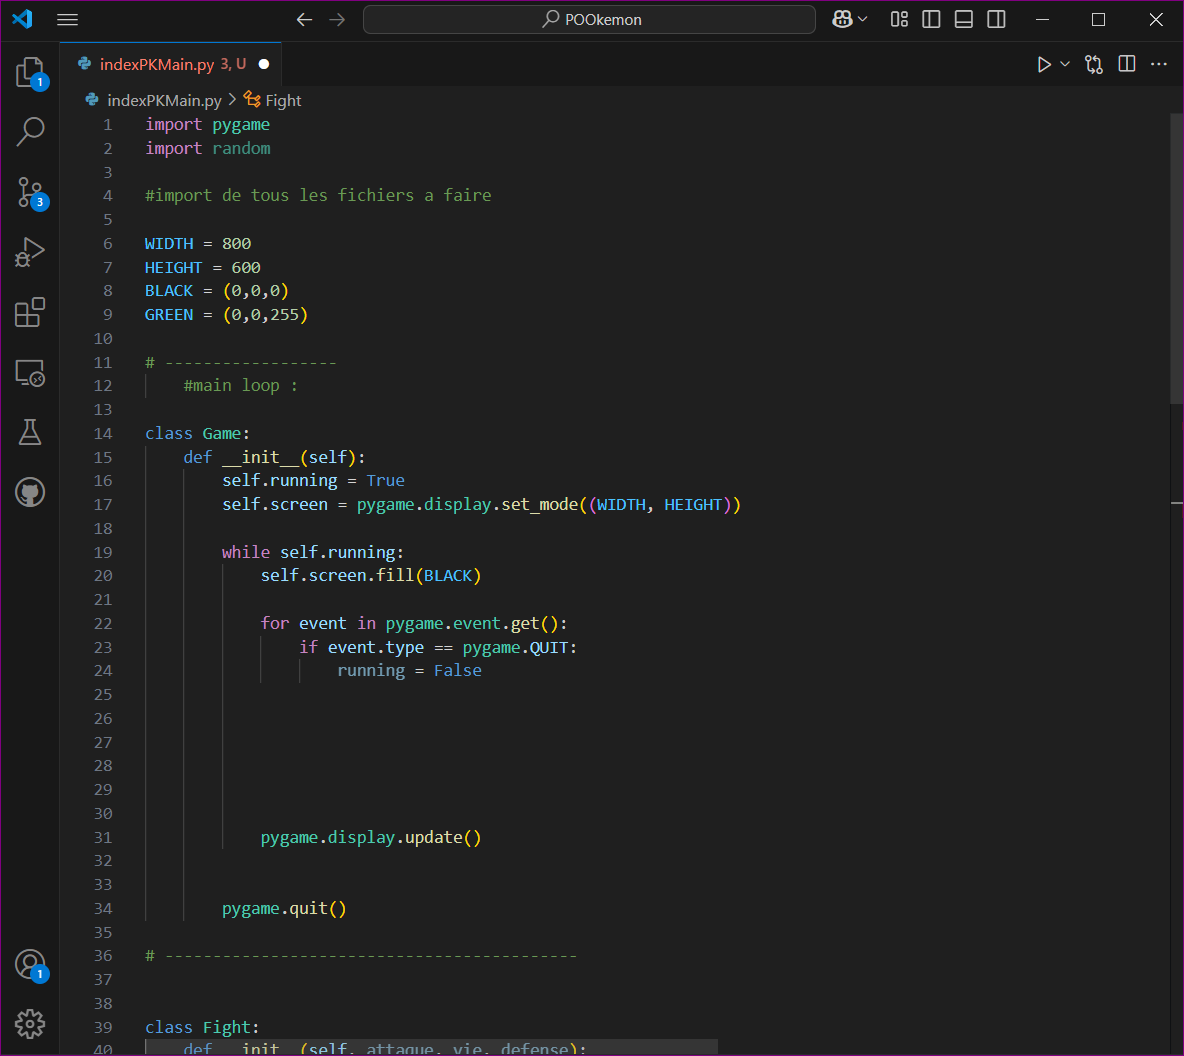 POOkemon
1
indexPKMain.py 3, U
indexPKMain.py > Fight
3
1
1 import pygame
2 import random
3
4 #import de tous les fichiers a faire
5
6 WIDTH = 800
7 HEIGHT = 600
8 BLACK = (0,0,0)
9 GREEN = (0,0,255)
10
11 # ------------------
12     #main loop :
13
14 class Game:
15     def __init__(self):
16         self.running = True
17         self.screen = pygame.display.set_mode((WIDTH, HEIGHT))
18
19         while self.running:
20             self.screen.fill(BLACK)
21
22             for event in pygame.event.get():
23                 if event.type == pygame.QUIT:
24                     running = False
25
26
27
28
29
30
31             pygame.display.update()
32
33
34         pygame.quit()
35
36 # -------------------------------------------
37
38
39 class Fight:
40     def __init__(self, attaque, vie, defense):